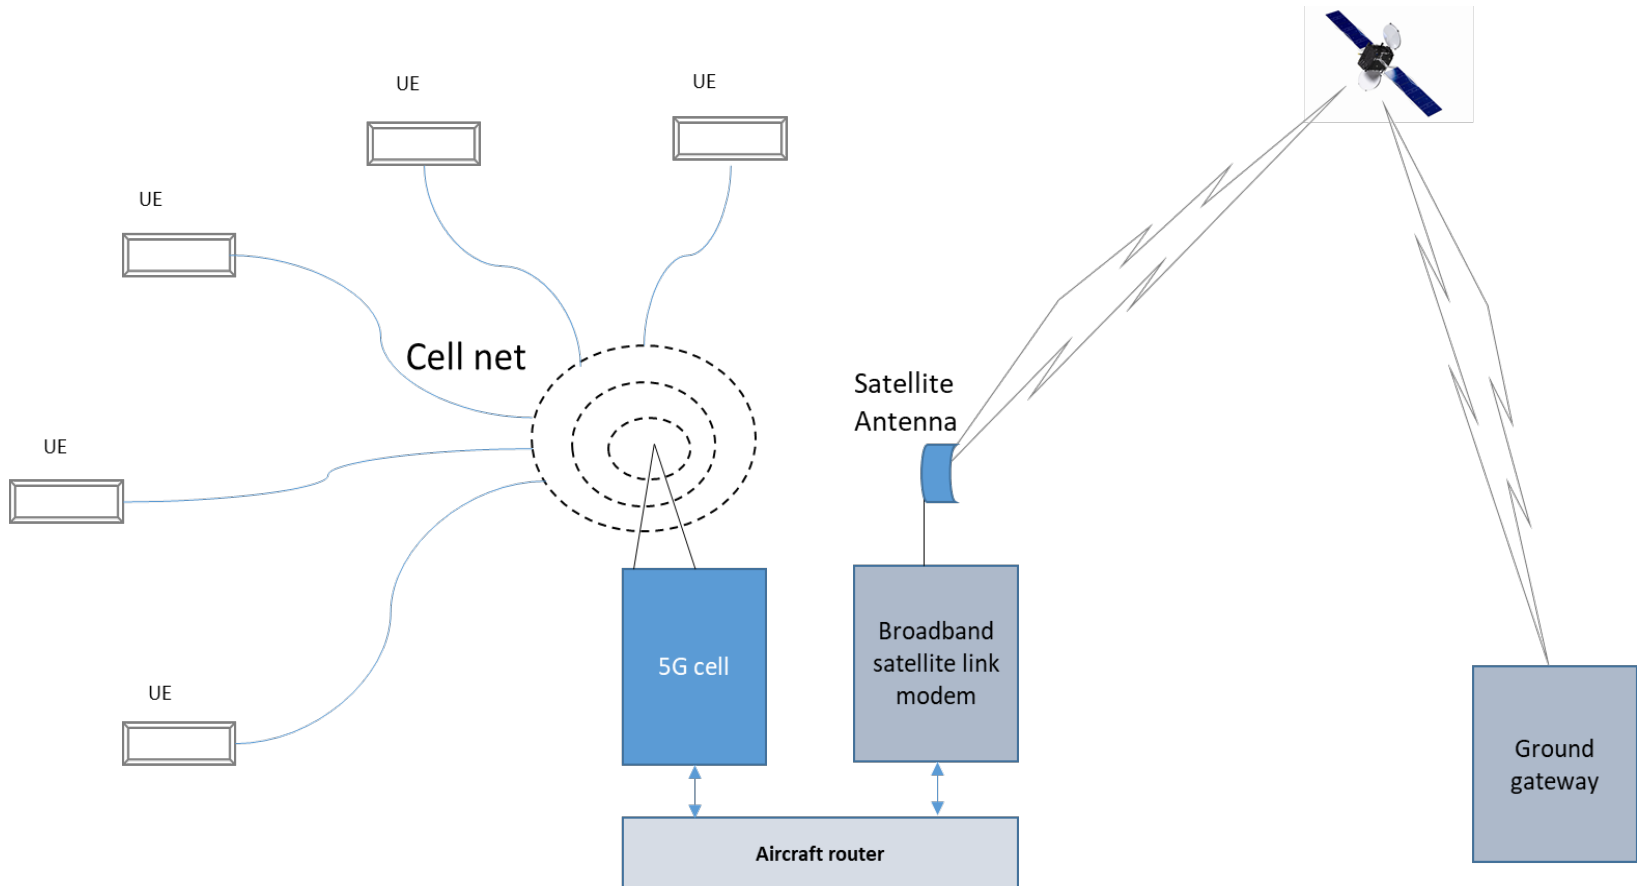 UE
UE
UE
Cell net
Satellite
Antenna
UE
Broadband
satellite link
modem
5G cell
UE
Ground
gateway
Aircraft router